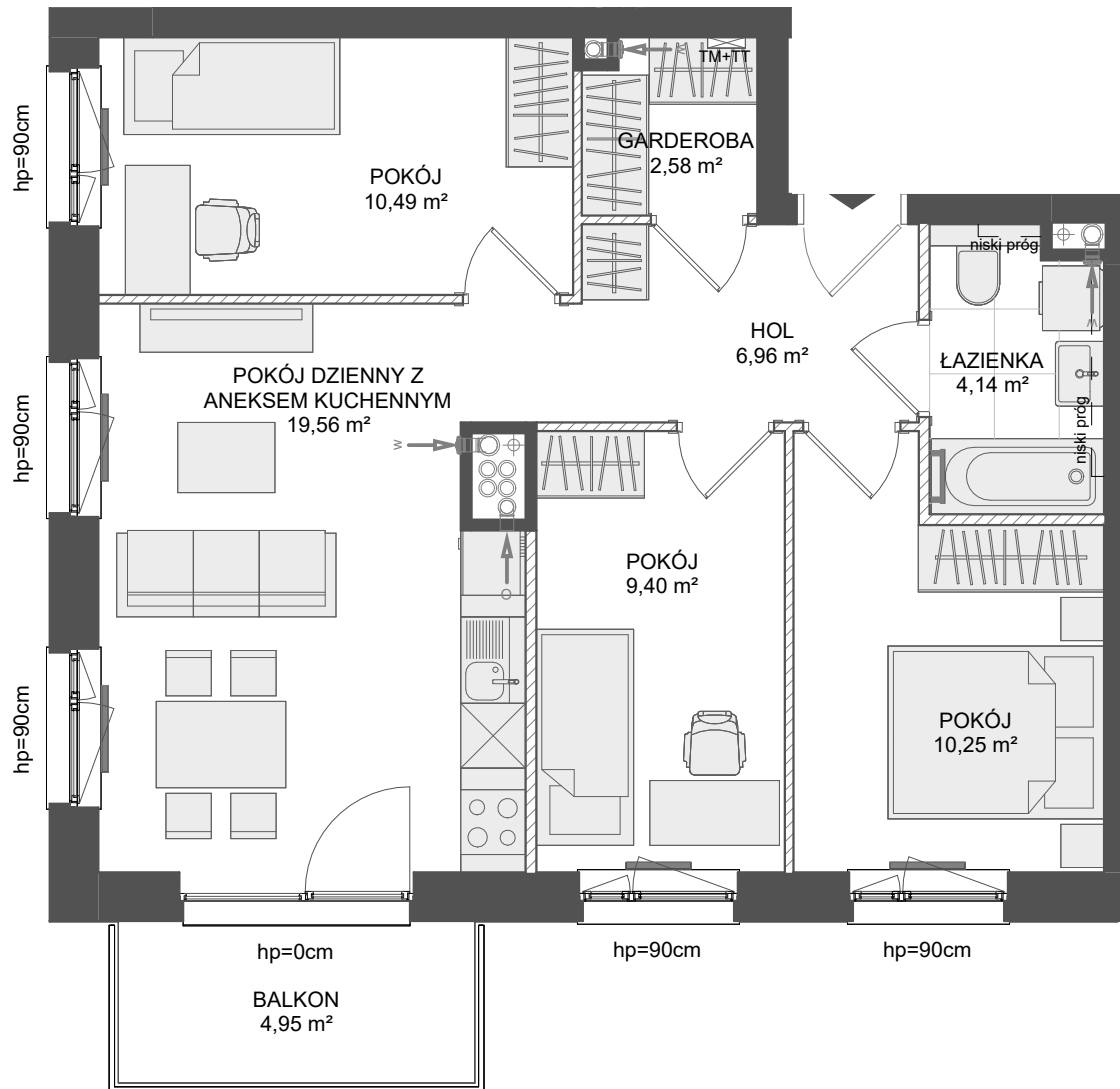 TM+TT
hp=90cm
GARDEROBA
2,58 m²
POKÓJ
10,49 m²
niski próg
HOL
6,96 m²
ŁAZIENKA
4,14 m²
POKÓJ DZIENNY Z
ANEKSEM KUCHENNYM
19,56 m²
hp=90cm
niski próg
W
POKÓJ
9,40 m²
O
hp=90cm
POKÓJ
10,25 m²
hp=0cm
hp=90cm
hp=90cm
BALKON
4,95 m²